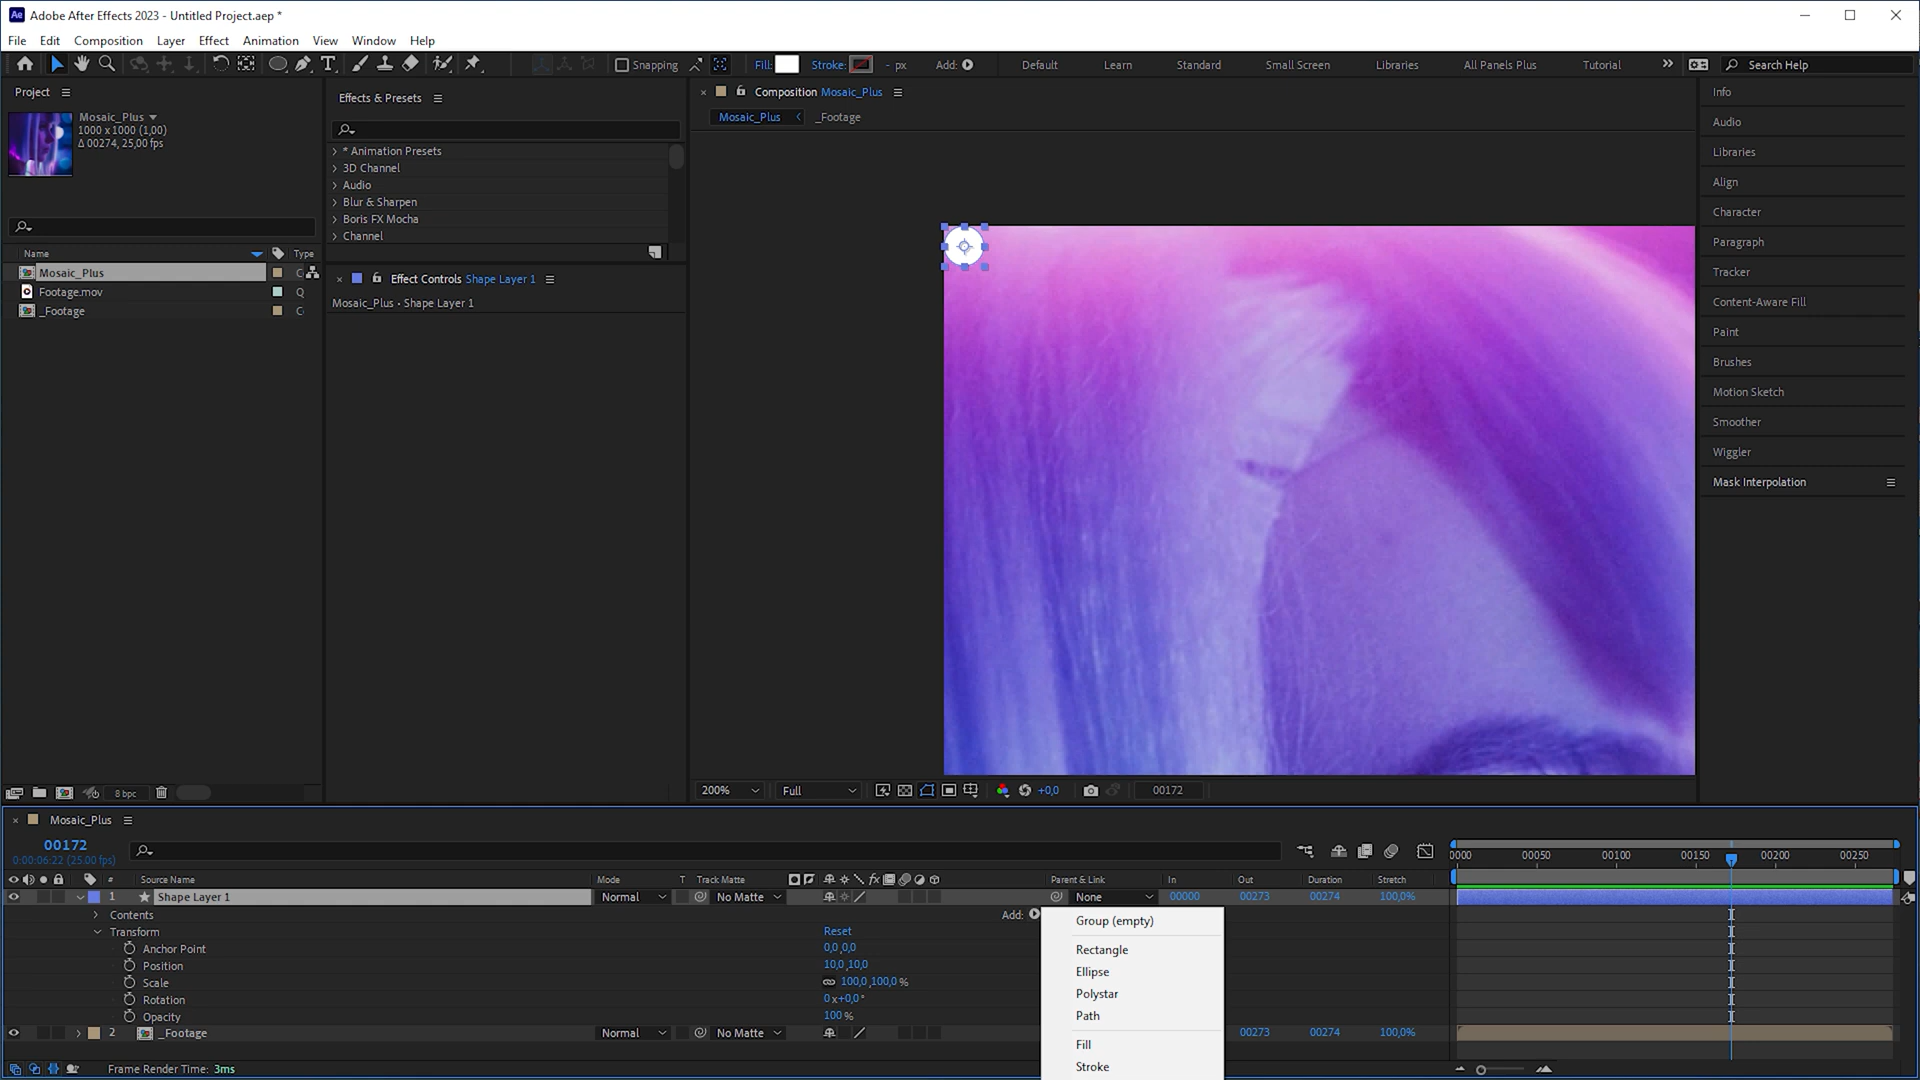 Ae Adobe After Effects 2023 - Untitled Project.aep *
File Edit Composition Layer Effect Animation View Window Help
Snapping Fill: Stroke: - px Add: Default Learn Standard Small Screen Libraries All Panels Plus Tutorial Search Help
Project
Mosaic_Plus
1000 x 1000 (1,00)
Δ 00274, 25,00 fps
Name Type
Mosaic_Plus C
Footage.mov Q
_Footage C
8 bpc
Effects & Presets
* Animation Presets
3D Channel
Audio
Blur & Sharpen
Boris FX Mocha
Channel
Effect Controls Shape Layer 1
Mosaic_Plus • Shape Layer 1
Composition Mosaic_Plus
Mosaic_Plus _Footage
200% Full +0,0 00172
Info
Audio
Libraries
Align
Character
Paragraph
Tracker
Content-Aware Fill
Paint
Brushes
Motion Sketch
Smoother
Wiggler
Mask Interpolation
Mosaic_Plus
00172
0:00:06:22 (25.00 fps)
0000 00050 00100 00150 00200 00250
# Source Name Mode T Track Matte fx Parent & Link In Out Duration Stretch
1 Shape Layer 1 Normal No Matte None 00000 00273 00274 100,0%
Contents Add:
Transform Reset
Anchor Point 0,0,0,0
Position 10,0,10,0
Scale 100,0,100,0 %
Rotation 0x+0,0°
Opacity 100 %
2 _Footage Normal No Matte 00273 00274 100,0%
Group (empty)
Rectangle
Ellipse
Polystar
Path
Fill
Stroke
Frame Render Time: 3ms